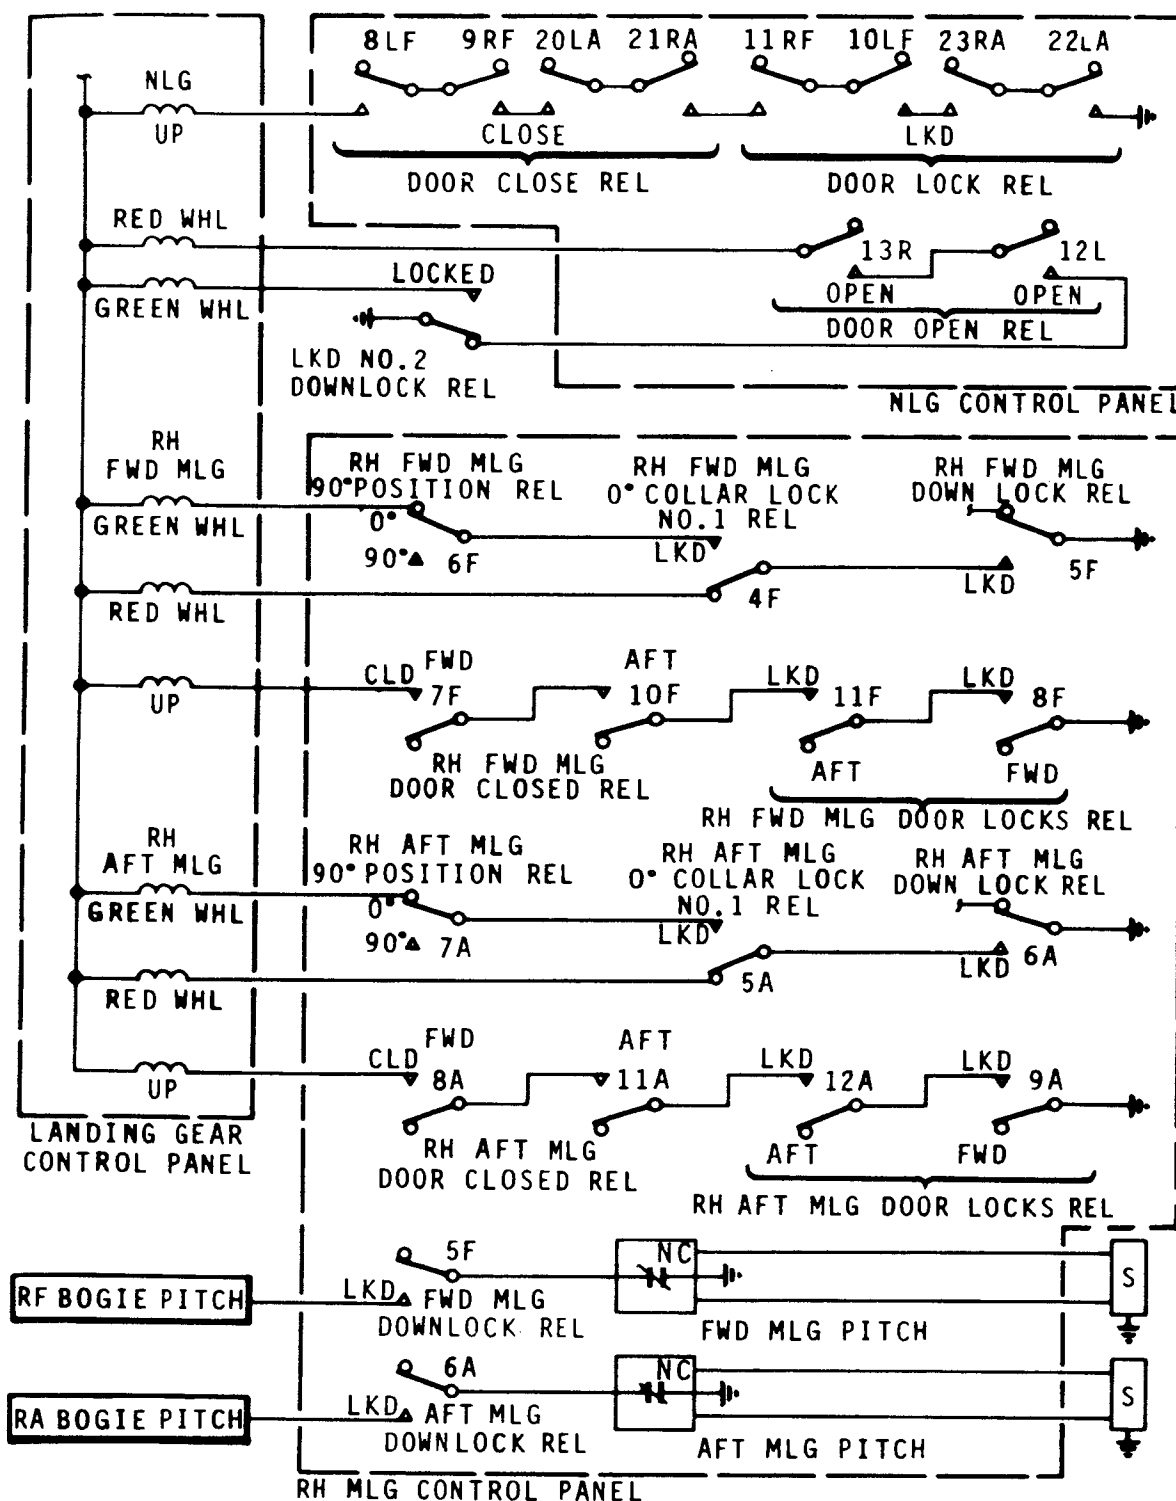 8LF 9RF 20LA 21RA 11RF 10LF 23RA 22LA
NLG
UP
CLOSE
LKD
DOOR CLOSE REL
DOOR LOCK REL
RED WHL
13R
12L
LOCKED
GREEN WHL
OPEN
OPEN
DOOR OPEN REL
LKD NO.2
DOWNLOCK REL
NLG CONTROL PANEL
RH
FWD MLG
GREEN WHL
RH FWD MLG
90° POSITION REL
0°
90°
6F
RH FWD MLG
0° COLLAR LOCK
NO.1 REL
LKD
RH FWD MLG
DOWN LOCK REL
5F
LKD
4F
RED WHL
UP
CLD
FWD
7F
AFT
10F
LKD
11F
LKD
8F
RH FWD MLG
DOOR CLOSED REL
AFT
FWD
RH FWD MLG DOOR LOCKS REL
RH
AFT MLG
GREEN WHL
RH AFT MLG
90° POSITION REL
0°
90°
7A
RH AFT MLG
0° COLLAR LOCK
NO.1 REL
LKD
RH AFT MLG
DOWN LOCK REL
6A
LKD
5A
RED WHL
UP
CLD
FWD
8A
AFT
11A
LKD
12A
LKD
9A
RH AFT MLG
DOOR CLOSED REL
AFT
FWD
RH AFT MLG DOOR LOCKS REL
LANDING GEAR
CONTROL PANEL
RF BOGIE PITCH
LKD
5F
FWD MLG
DOWNLOCK REL
NC
FWD MLG PITCH
S
RA BOGIE PITCH
LKD
6A
AFT MLG
DOWNLOCK REL
NC
AFT MLG PITCH
S
RH MLG CONTROL PANEL